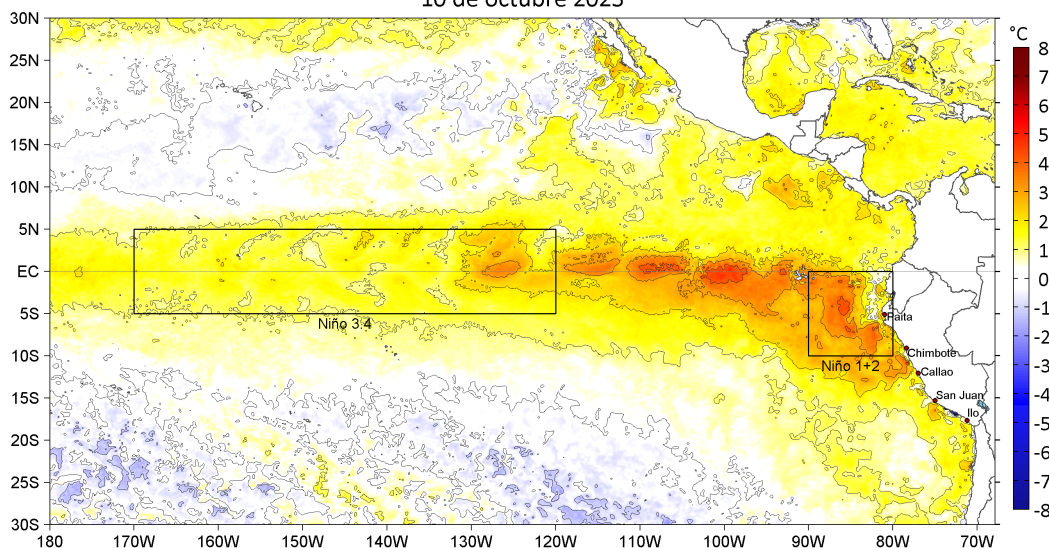 10 de octubre 2023
°C
30N
25N
20N
15N
10N
5N
EC
5S
10S
15S
20S
25S
30S
180
170W
160W
150W
140W
130W
120W
110W
100W
90W
80W
70W
Niño 3.4
Niño 1+2
Paita
Chimbote
Callao
San Juan
Ilo
8
7
6
5
4
3
2
1
0
-1
-2
-3
-4
-5
-6
-7
-8